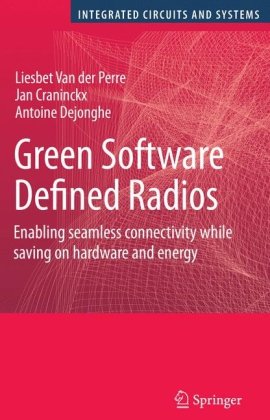 INTEGRATED CIRCUITS AND SYSTEMS
Liesbet Van der Perre
Jan Craninckx
Antoine Dejonghe
Green Software
Defined Radios
Enabling seamless connectivity while
saving on hardware and energy
Springer